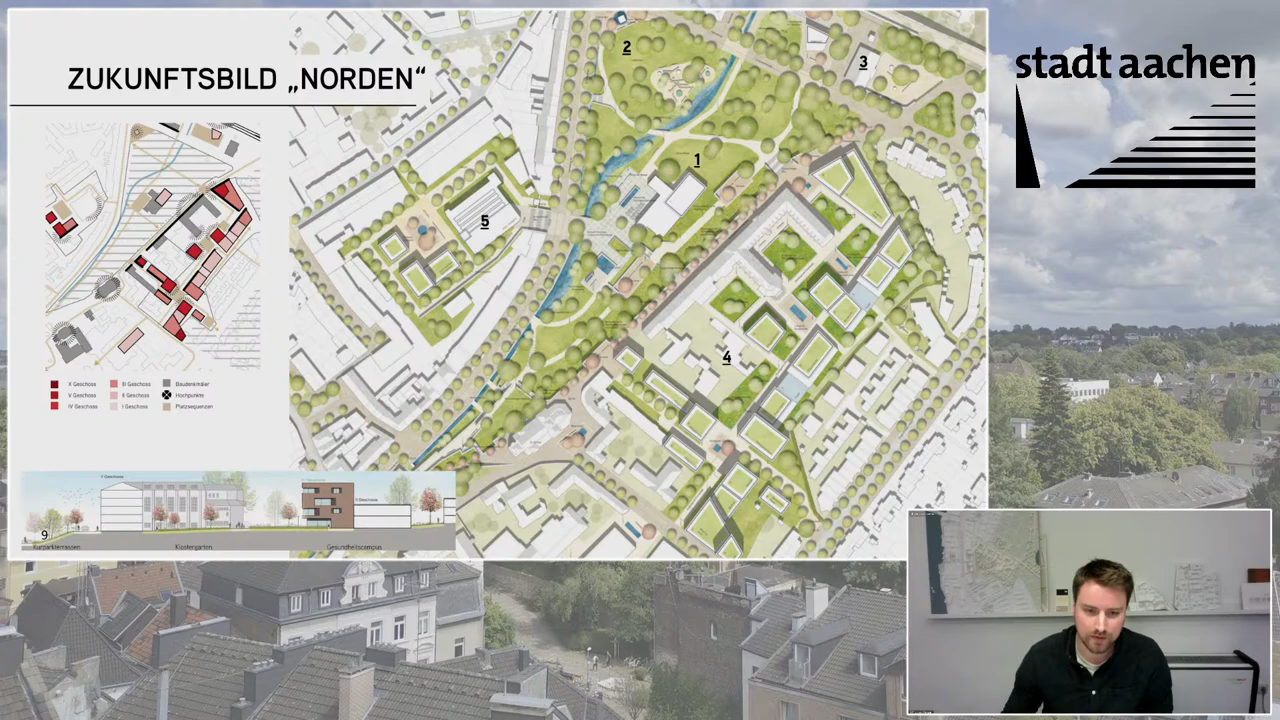 ZUKUNFTSBILD „NORDEN“
stadt aachen
1
2
3
4
5
X Geschoss
V Geschoss
IV Geschoss
III Geschoss
II Geschoss
I Geschoss
Baudenkmäler
Hochpunkte
Platzsequenzen
9
Kurparkterrassen
Klostergärten
Gesundheitscampus